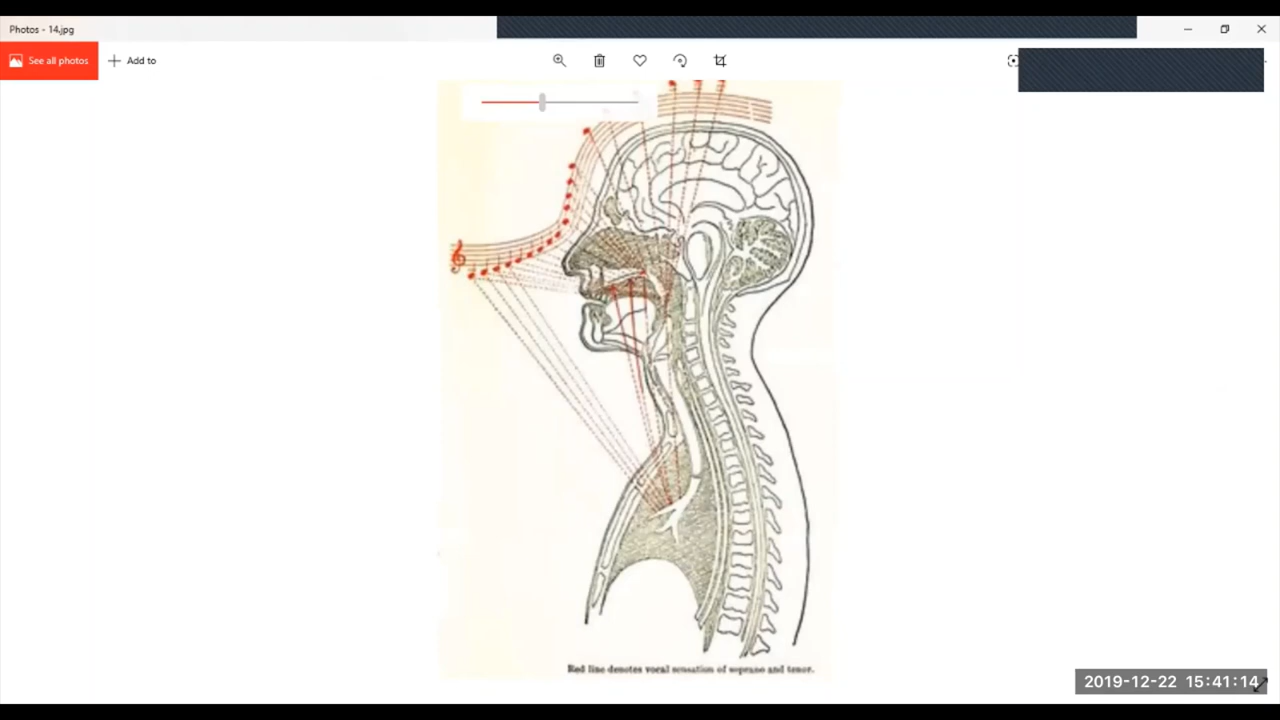 Photos - 14.jpg
See all photos
Add to
Red line denotes vocal sensation of soprano and tenor.
2019-12-22 15:41:14